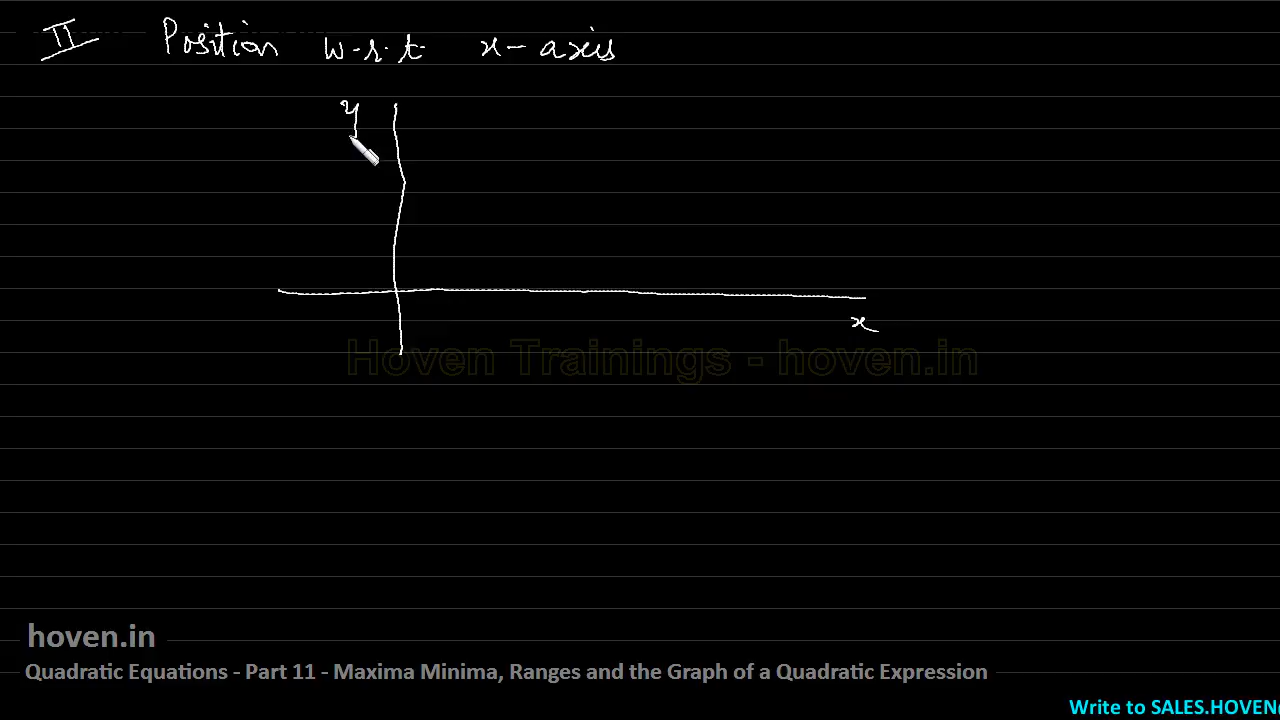 II Position w.r.t x-axis
y
x
Hoven Trainings - hoven.in
hoven.in
Quadratic Equations - Part 11 - Maxima Minima, Ranges and the Graph of a Quadratic Expression
Write to SALES.HOVEN